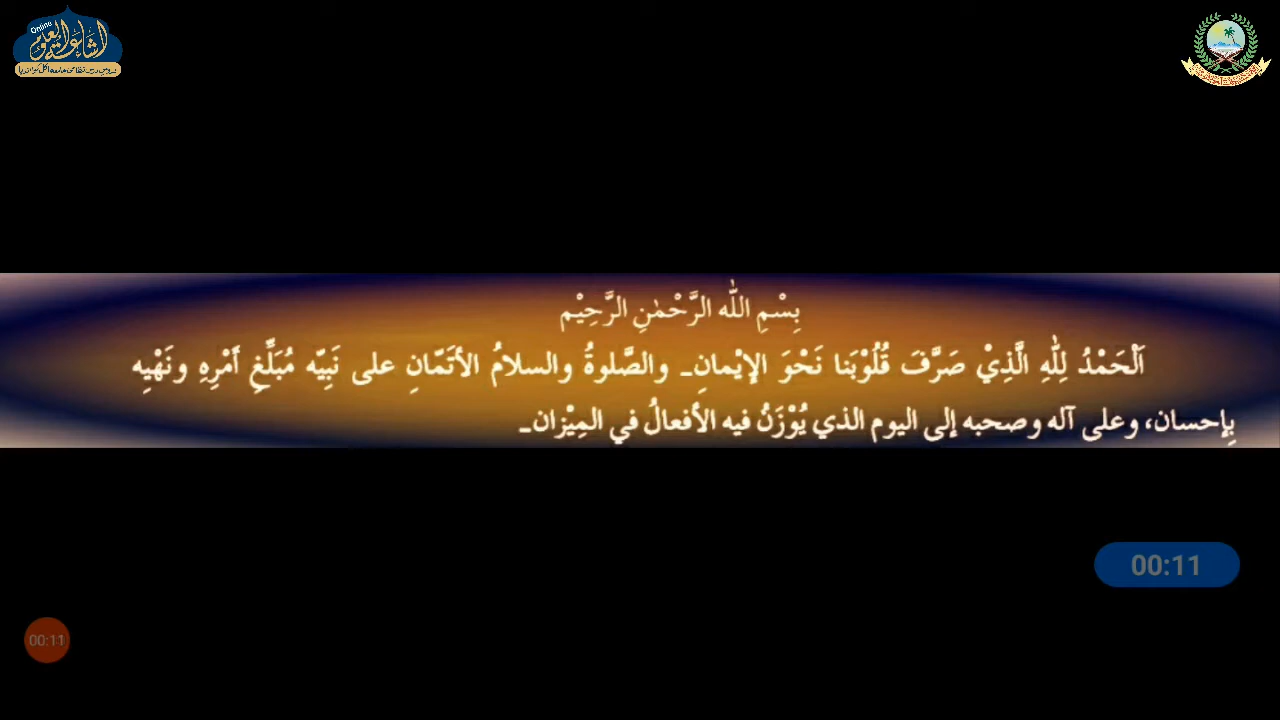 Online
بِسْمِ اللّٰه الرَّحْمٰنِ الرَّحِيْم
اَلْحَمْدُ لِلّٰهِ الَّذِيْ صَرَّفَ قُلُوْبَنا نَحْوَ الإيْمانِ۔ والصَّلوةُ والسلامُ الأتَمّانِ على نَبِيّه مُبَلِّغِ أَمْرِهِ ونَهْيِه
بِإحسان، وعلى آله وصحبه إلى اليوم الذي يُوْزَنُ فيه الأفعالُ في المِيْزان۔
00:11
00:11